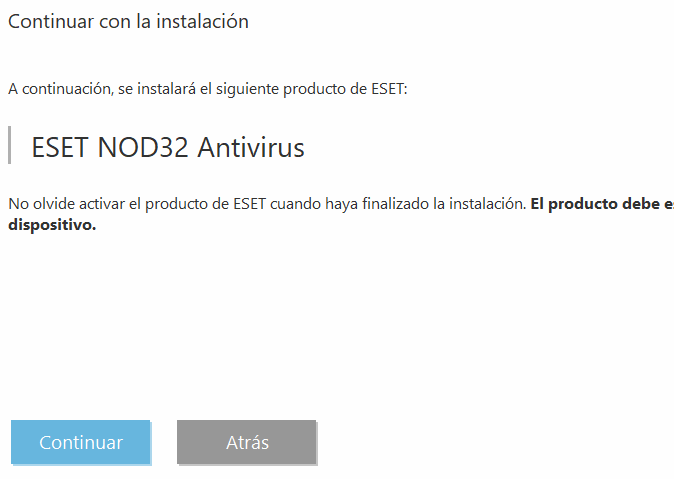 Continuar con la instalación
A continuación, se instalará el siguiente producto de ESET:
ESET NOD32 Antivirus
No olvide activar el producto de ESET cuando haya finalizado la instalación. El producto debe
dispositivo.
Continuar
Atrás